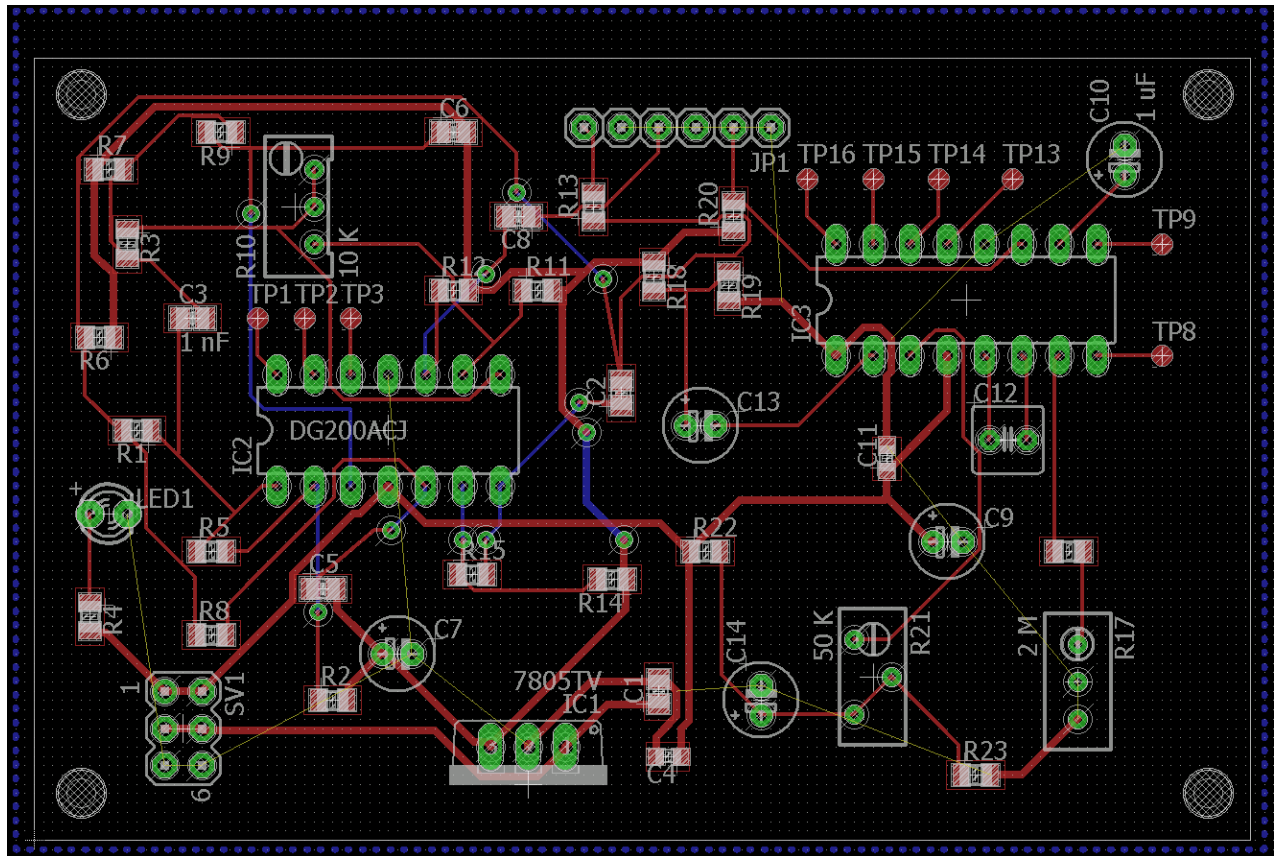 C10
1 uF
C6
R7
R9
JP1
TP16
TP15
TP14
TP13
R13
R20
R3
R10
10 K
C8
TP9
R12
R11
R18
R19
C3
1 nF
TP1
TP2
TP3
IC3
TP8
R6
C2
C13
C12
R1
IC2
DG200ACJ
C11
+
LED1
R5
R15
R22
C9
+
C5
R14
R4
R8
+
C7
C14
50 K
R21
2 M
R17
1
SV1
R2
7805TV
IC1
C1
3
2
1
+
C4
R23
6
+
+